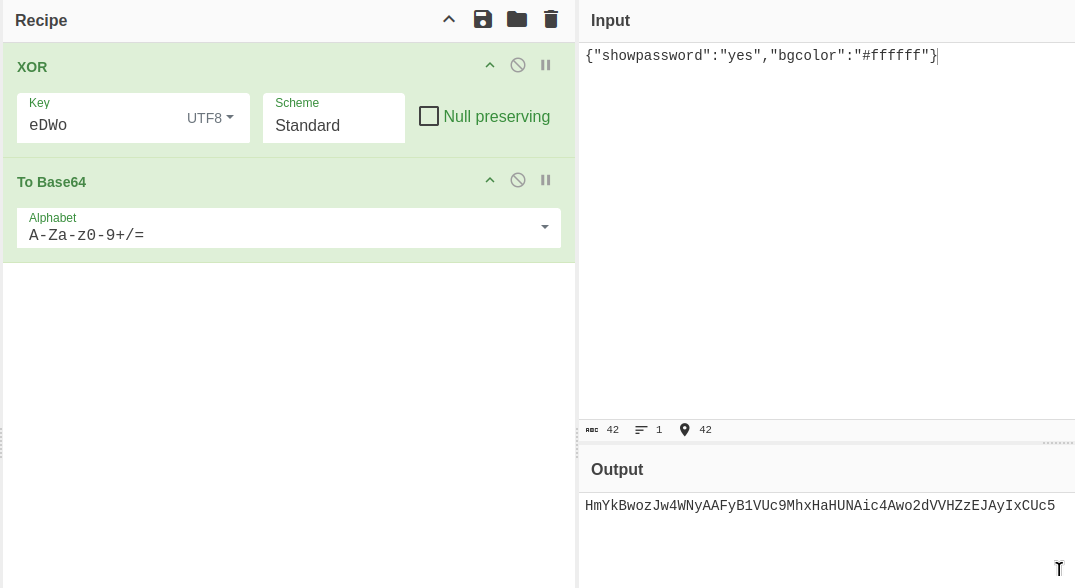 Recipe
XOR
Key
eDWo
UTF8
Scheme
Standard
Null preserving
To Base64
Alphabet
A-Za-z0-9+/=
Input
{"showpassword":"yes","bgcolor":"#ffffff"}
ABC 42 1 42
Output
HmYkBwozJw4WNyAAFyB1VUc9MhxHaHUNAic4Awo2dVVHZzEJAyIxCUc5